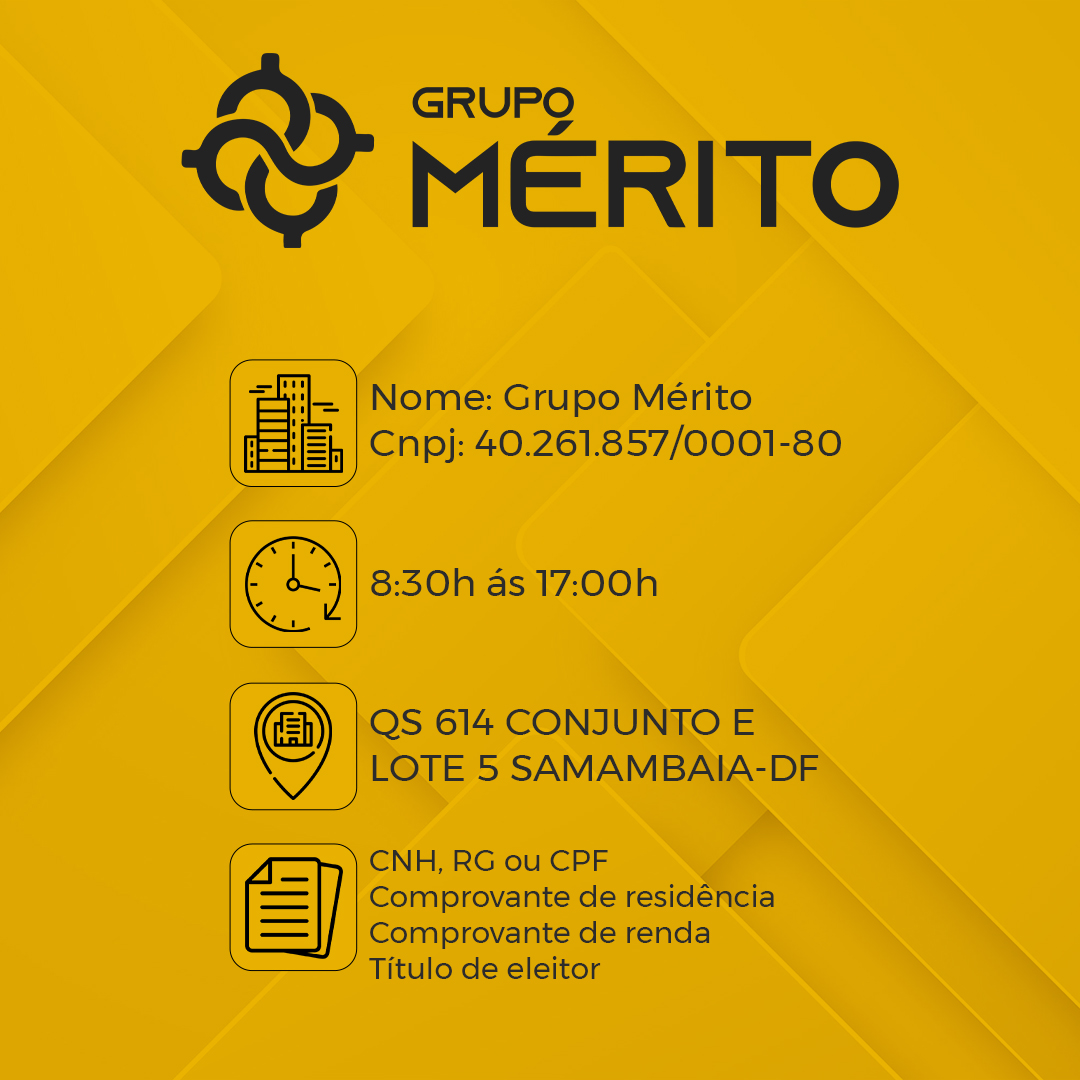 GRUPO
MÉRITO
Nome: Grupo Mérito
Cnpj: 40.261.857/0001-80
8:30h ás 17:00h
QS 614 CONJUNTO E
LOTE 5 SAMAMBAIA-DF
CNH, RG ou CPF
Comprovante de residência
Comprovante de renda
Título de eleitor